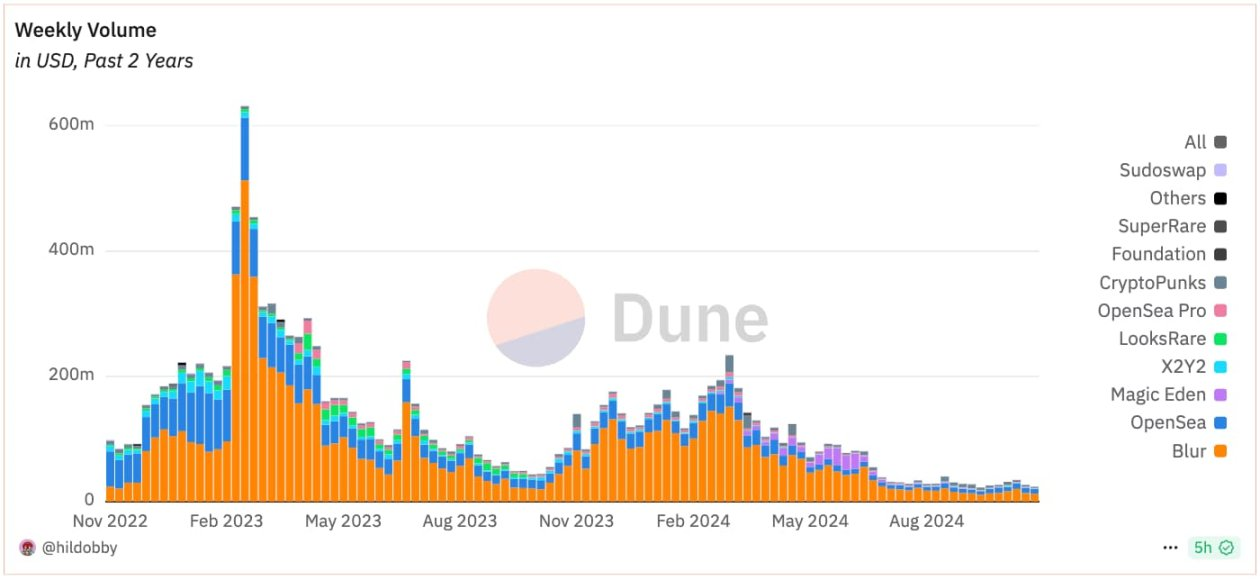 Weekly Volume
in USD, Past 2 Years
600m
400m
200m
0
Dune
Nov 2022 Feb 2023 May 2023 Aug 2023 Nov 2023 Feb 2024 May 2024 Aug 2024
All
Sudoswap
Others
SuperRare
Foundation
CryptoPunks
OpenSea Pro
LooksRare
X2Y2
Magic Eden
OpenSea
Blur
@hildobby
... 5h